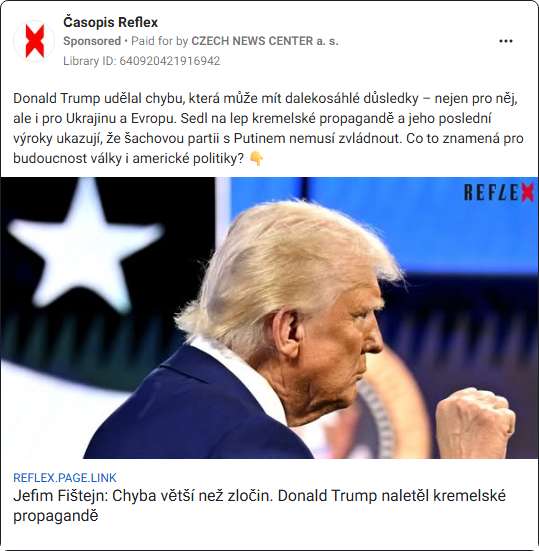 Časopis Reflex
Sponsored • Paid for by CZECH NEWS CENTER a. s.
Library ID: 640920421916942
Donald Trump udělal chybu, která může mít dalekosáhlé důsledky – nejen pro něj,
ale i pro Ukrajinu a Evropu. Sedl na lep kremelské propagandě a jeho poslední
výroky ukazují, že šachovou partii s Putinem nemusí zvládnout. Co to znamená pro
budoucnost války i americké politiky? 👇
REFLEX
REFLEX.PAGE.LINK
Jefim Fištejn: Chyba větší než zločin. Donald Trump naletěl kremelské
propagandě